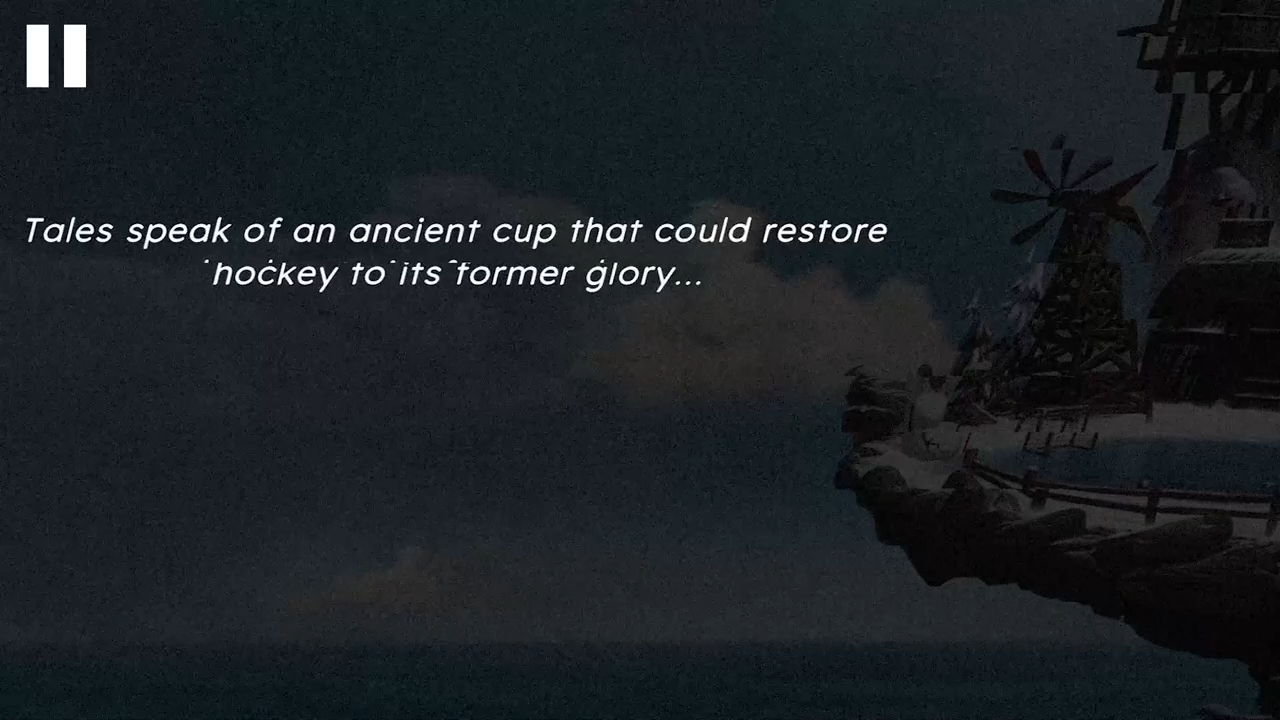 Tales speak of an ancient cup that could restore
hockey to its former glory...